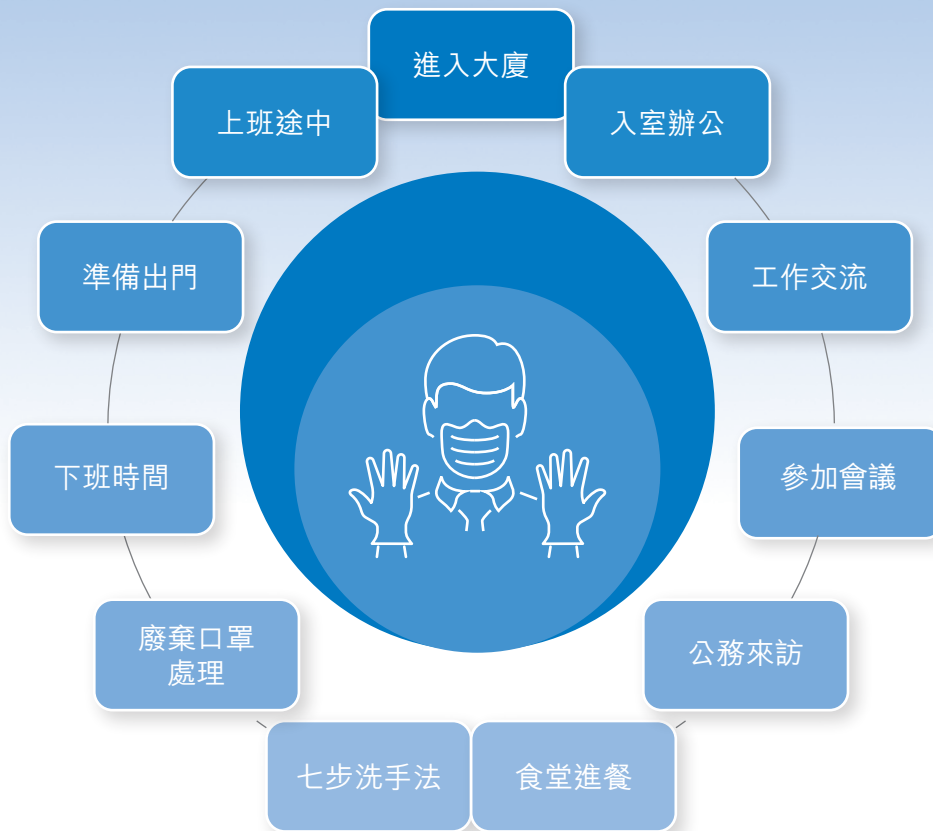 進入大廈
上班途中
入室辦公
準備出門
工作交流
下班時間
參加會議
廢棄口罩
處理
公務來訪
七步洗手法
食堂進餐